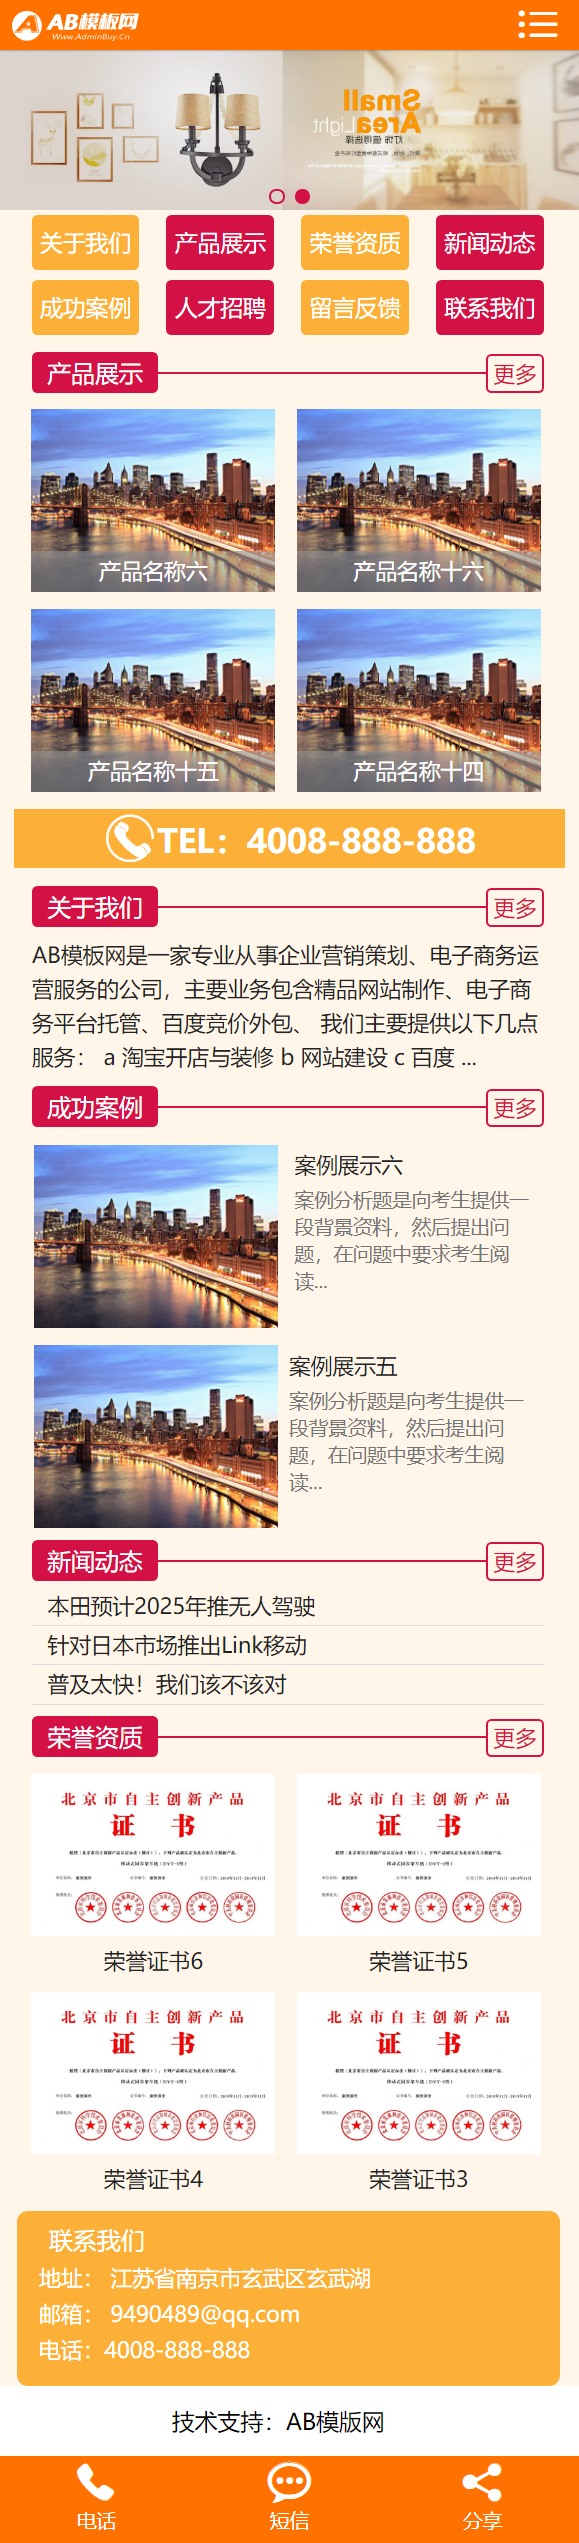 AB模板网
Www.AdminBuy.Cn
Small
Area Light
灯饰 值得选择
关于我们
产品展示
荣誉资质
新闻动态
成功案例
人才招聘
留言反馈
联系我们
产品展示
更多
产品名称六
产品名称十六
产品名称十五
产品名称十四
TEL：4008-888-888
关于我们
更多
AB模板网是一家专业从事企业营销策划、电子商务运
营服务的公司，主要业务包含精品网站制作、电子商
务平台托管、百度竞价外包、 我们主要提供以下几点
服务： a 淘宝开店与装修 b 网站建设 c 百度 ...
成功案例
更多
案例展示六
案例分析题是向考生提供一
段背景资料，然后提出问
题，在问题中要求考生阅
读...
案例展示五
案例分析题是向考生提供一
段背景资料，然后提出问
题，在问题中要求考生阅
读...
新闻动态
更多
本田预计2025年推无人驾驶
针对日本市场推出Link移动
普及太快！我们该不该对
荣誉资质
更多
北京市自主创新产品
证 书
北京市自主创新产品
证 书
荣誉证书6
荣誉证书5
北京市自主创新产品
证 书
北京市自主创新产品
证 书
荣誉证书4
荣誉证书3
联系我们
地址： 江苏省南京市玄武区玄武湖
邮箱： 9490489@qq.com
电话：4008-888-888
技术支持：AB模版网
电话
短信
分享